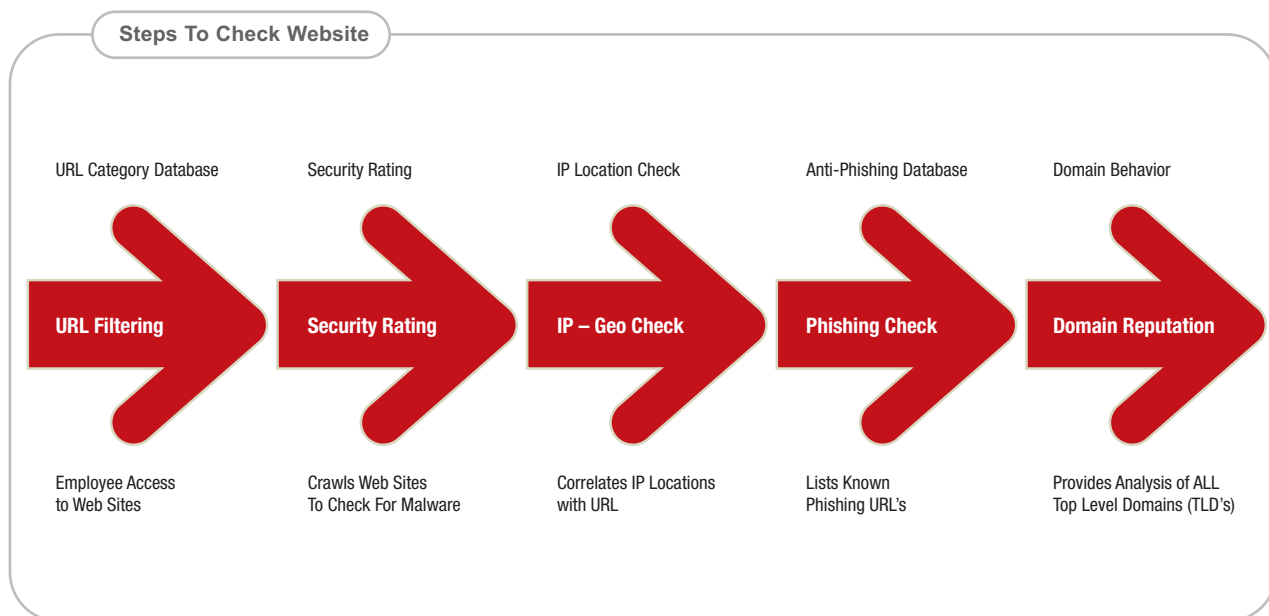 Steps To Check Website
URL Category Database
Security Rating
IP Location Check
Anti-Phishing Database
Domain Behavior
URL Filtering
Security Rating
IP – Geo Check
Phishing Check
Domain Reputation
Employee Access
to Web Sites
Crawls Web Sites
To Check For Malware
Correlates IP Locations
with URL
Lists Known
Phishing URL's
Provides Analysis of ALL
Top Level Domains (TLD's)